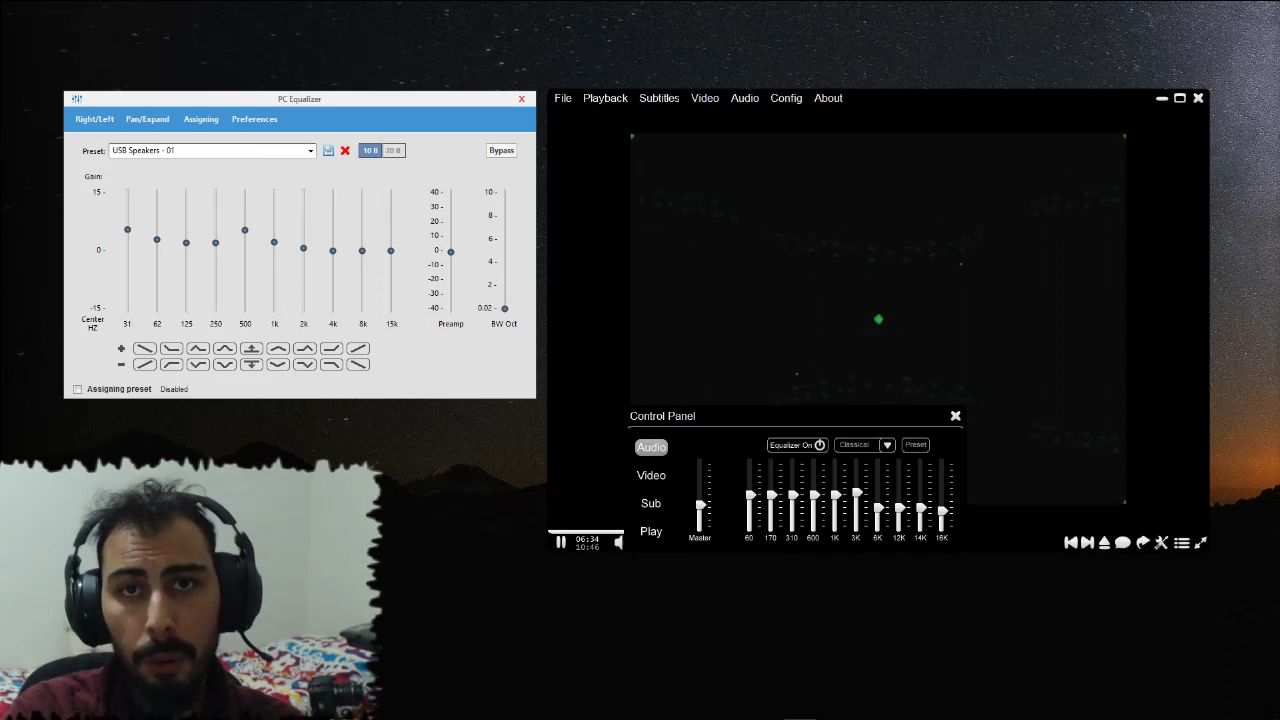 PC Equalizer
X
Right/Left Pan/Expand Assigning Preferences
Preset: USB Speakers - 01 10 B 20 B Bypass
Gain:
15 - 40 - 10 -
30 -
20 - 8 -
10 - 6 -
0 - 0 -
-10 - 4 -
-20 - 2 -
-30 -
-15 - -40 - 0.02 -
Center
HZ
31 62 125 250 500 1k 2k 4k 8k 15k Preamp BW Oct
+
-
Assigning preset Disabled
File Playback Subtitles Video Audio Config About
Control Panel
Audio
Video
Sub
Play
Equalizer On Classical Preset
Master 60 170 310 600 1K 3K 6K 12K 14K 16K
06:34
10:46